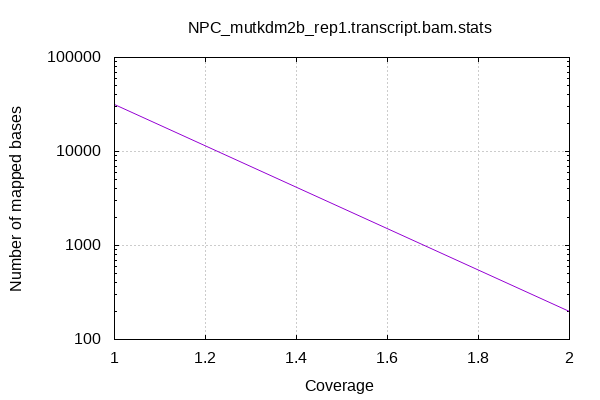 NPC_mutkdm2b_rep1.transcript.bam.stats
100000
10000
1000
100
Number of mapped bases
1 1.2 1.4 1.6 1.8 2
Coverage